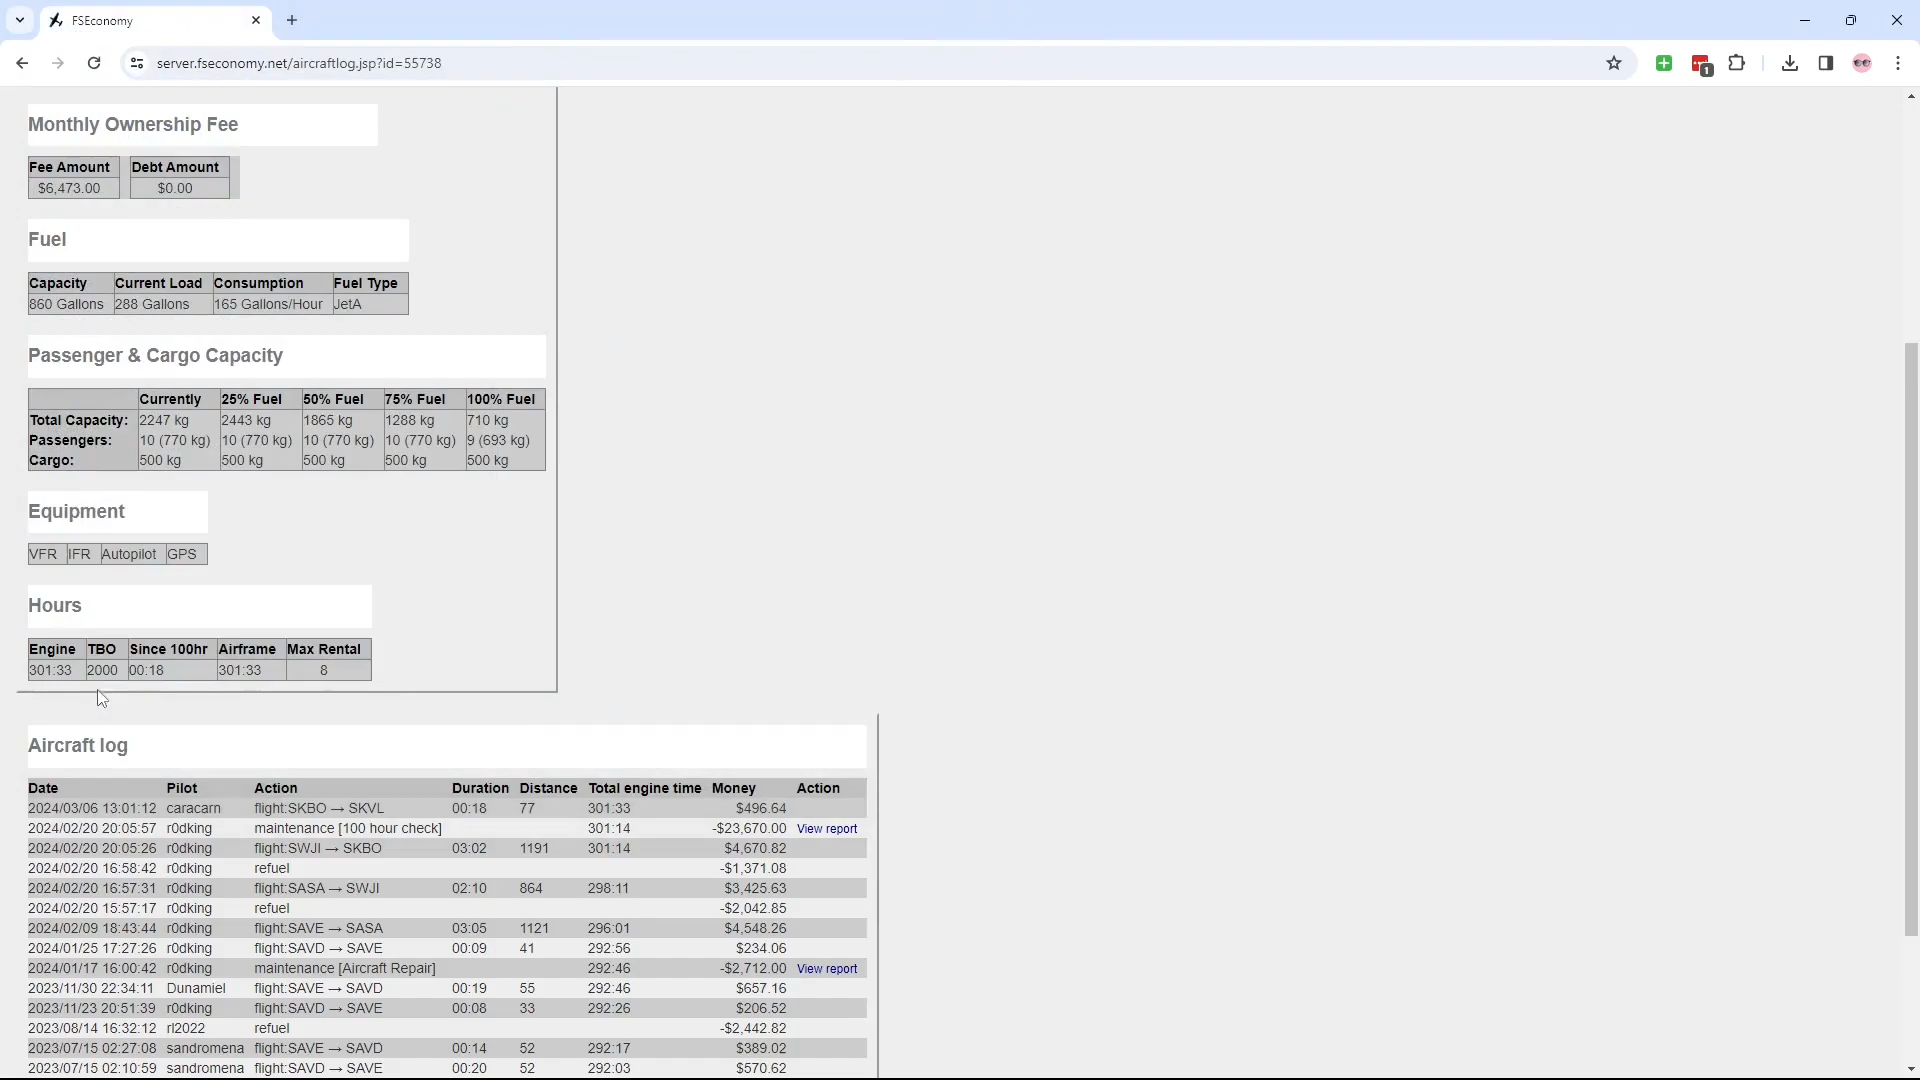 FSEconomy
server.fseconomy.net/aircraftlog.jsp?id=55738
1
Monthly Ownership Fee
Fee Amount Debt Amount
$6,473.00 $0.00
Fuel
Capacity Current Load Consumption Fuel Type
860 Gallons 288 Gallons 165 Gallons/Hour JetA
Passenger & Cargo Capacity
Currently 25% Fuel 50% Fuel 75% Fuel 100% Fuel
Total Capacity: 2247 kg 2443 kg 1865 kg 1288 kg 710 kg
Passengers: 10 (770 kg) 10 (770 kg) 10 (770 kg) 10 (770 kg) 9 (693 kg)
Cargo: 500 kg 500 kg 500 kg 500 kg 500 kg
Equipment
VFR IFR Autopilot GPS
Hours
Engine TBO Since 100hr Airframe Max Rental
301:33 2000 00:18 301:33 8
Aircraft log
Date Pilot Action Duration Distance Total engine time Money Action
2024/03/06 13:01:12 caracarn flight:SKBO → SKVL 00:18 77 301:33 $496.64
2024/02/20 20:05:57 r0dking maintenance [100 hour check] 301:14 -$23,670.00 View report
2024/02/20 20:05:26 r0dking flight:SWJI → SKBO 03:02 1191 301:14 $4,670.82
2024/02/20 16:58:42 r0dking refuel -$1,371.08
2024/02/20 16:57:31 r0dking flight:SASA → SWJI 02:10 864 298:11 $3,425.63
2024/02/20 15:57:17 r0dking refuel -$2,042.85
2024/02/09 18:43:44 r0dking flight:SAVE → SASA 03:05 1121 296:01 $4,548.26
2024/01/25 17:27:26 r0dking flight:SAVD → SAVE 00:09 41 292:56 $234.06
2024/01/17 16:00:42 r0dking maintenance [Aircraft Repair] 292:46 -$2,712.00 View report
2023/11/30 22:34:11 Dunamiel flight:SAVE → SAVD 00:19 55 292:46 $657.16
2023/11/23 20:51:39 r0dking flight:SAVD → SAVE 00:08 33 292:26 $206.52
2023/08/14 16:32:12 rl2022 refuel -$2,442.82
2023/07/15 02:27:08 sandromena flight:SAVE → SAVD 00:14 52 292:17 $389.02
2023/07/15 02:10:59 sandromena flight:SAVD → SAVE 00:20 52 292:03 $570.62